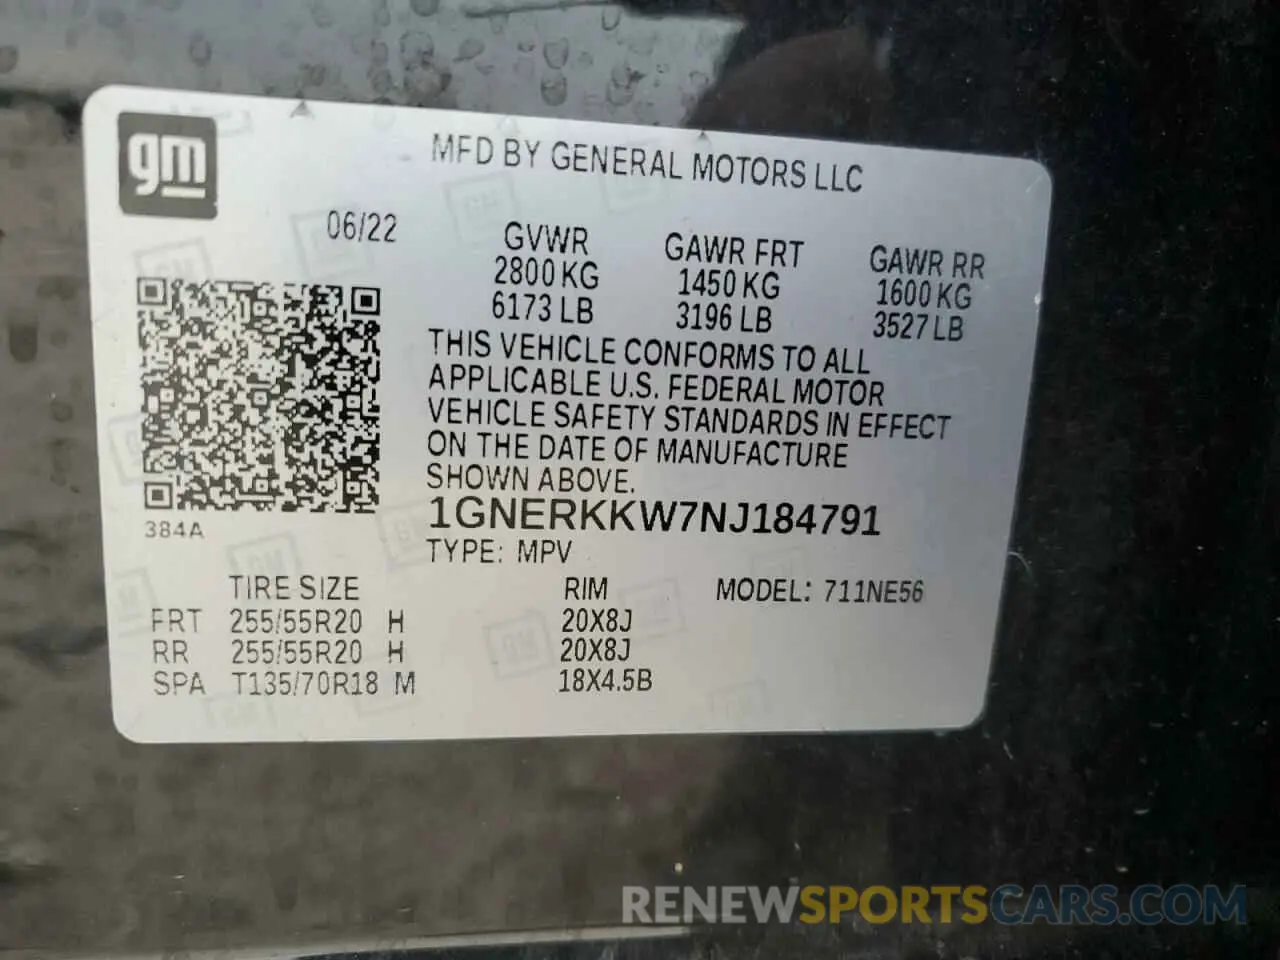 gm
MFD BY GENERAL MOTORS LLC
06/22
GVWR GAWR FRT GAWR RR
2800 KG 1450 KG 1600 KG
6173 LB 3196 LB 3527 LB
THIS VEHICLE CONFORMS TO ALL
APPLICABLE U.S. FEDERAL MOTOR
VEHICLE SAFETY STANDARDS IN EFFECT
ON THE DATE OF MANUFACTURE
SHOWN ABOVE.
1GNERKKW7NJ184791
384A
TYPE: MPV
TIRE SIZE RIM MODEL: 711NE56
FRT 255/55R20 H 20X8J
RR 255/55R20 H 20X8J
SPA T135/70R18 M 18X4.5B
RENEWSPORTSCARS.COM